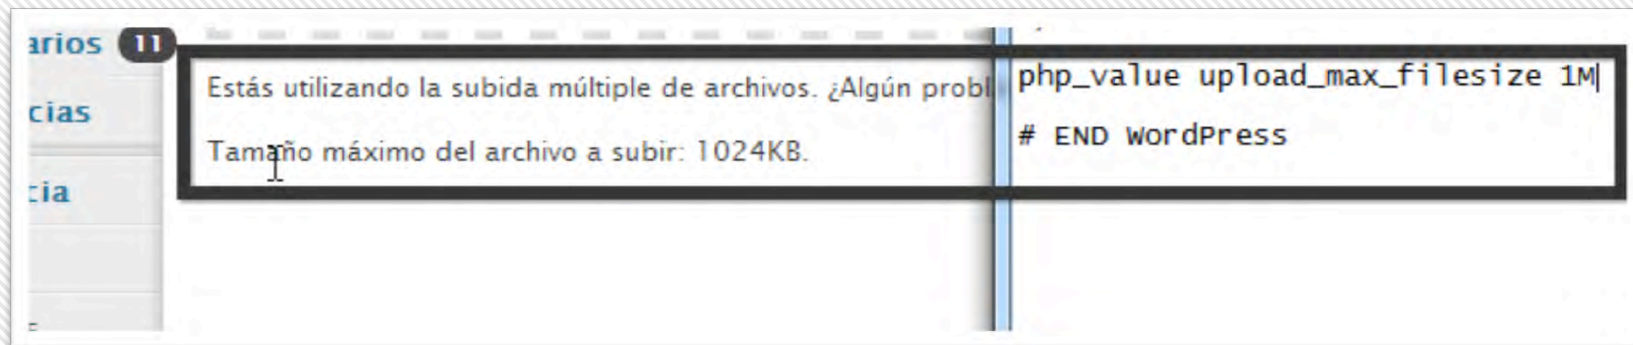 arios 11
cias
cia
Estás utilizando la subida múltiple de archivos. ¿Algún probl
Tamaño máximo del archivo a subir: 1024KB.
php_value upload_max_filesize 1M
# END WordPress